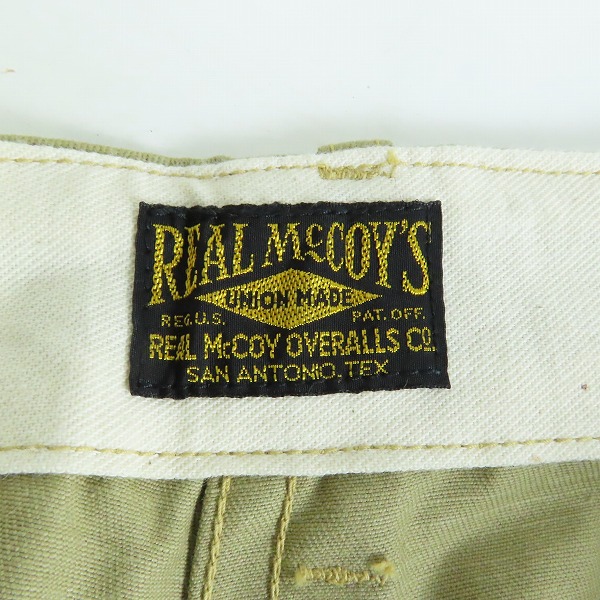 REAL McCOY'S
UNION MADE
REG. U.S. PAT. OFF.
REAL McCOY OVERALLS CO.
SAN ANTONIO. TEX